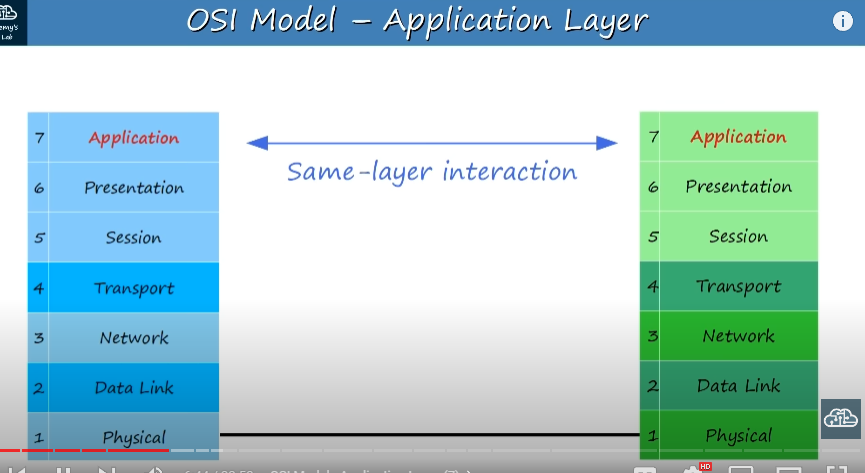 OSI Model – Application Layer
emy's
Lab
i
7 Application
6 Presentation
5 Session
4 Transport
3 Network
2 Data Link
1 Physical
Same-layer interaction
7 Application
6 Presentation
5 Session
4 Transport
3 Network
2 Data Link
1 Physical
HD